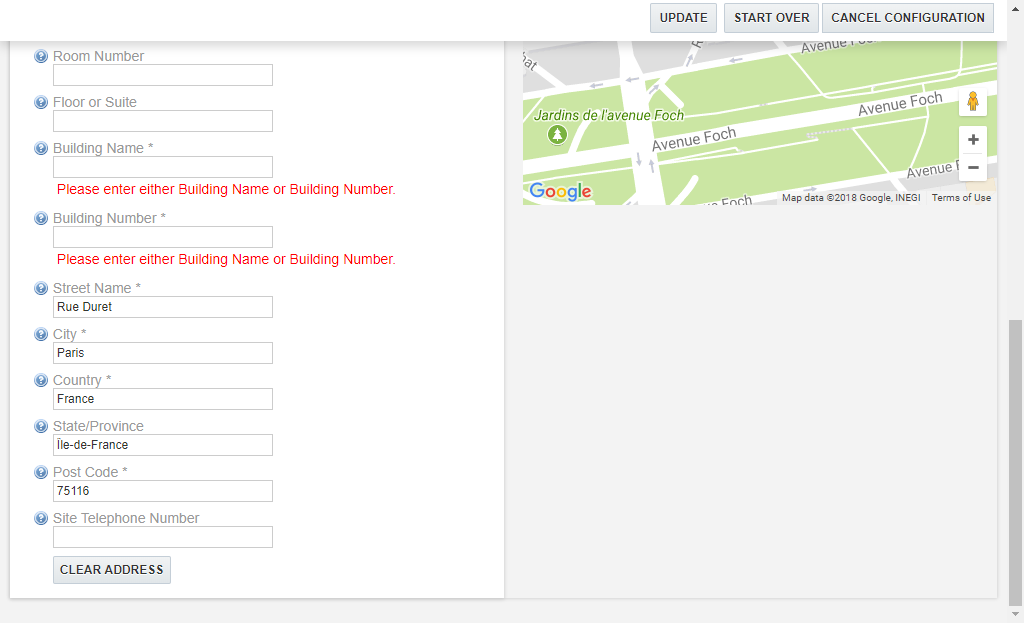 UPDATE START OVER CANCEL CONFIGURATION
Room Number
Floor or Suite
Building Name *
Please enter either Building Name or Building Number.
Building Number *
Please enter either Building Name or Building Number.
Street Name *
Rue Duret
City *
Paris
Country *
France
State/Province
Île-de-France
Post Code *
75116
Site Telephone Number
CLEAR ADDRESS
Avenue Foch
Jardins de l'avenue Foch
Avenue Foch
Avenue Foch
Avenue F
Foch
Google
Map data ©2018 Google, INEGI Terms of Use